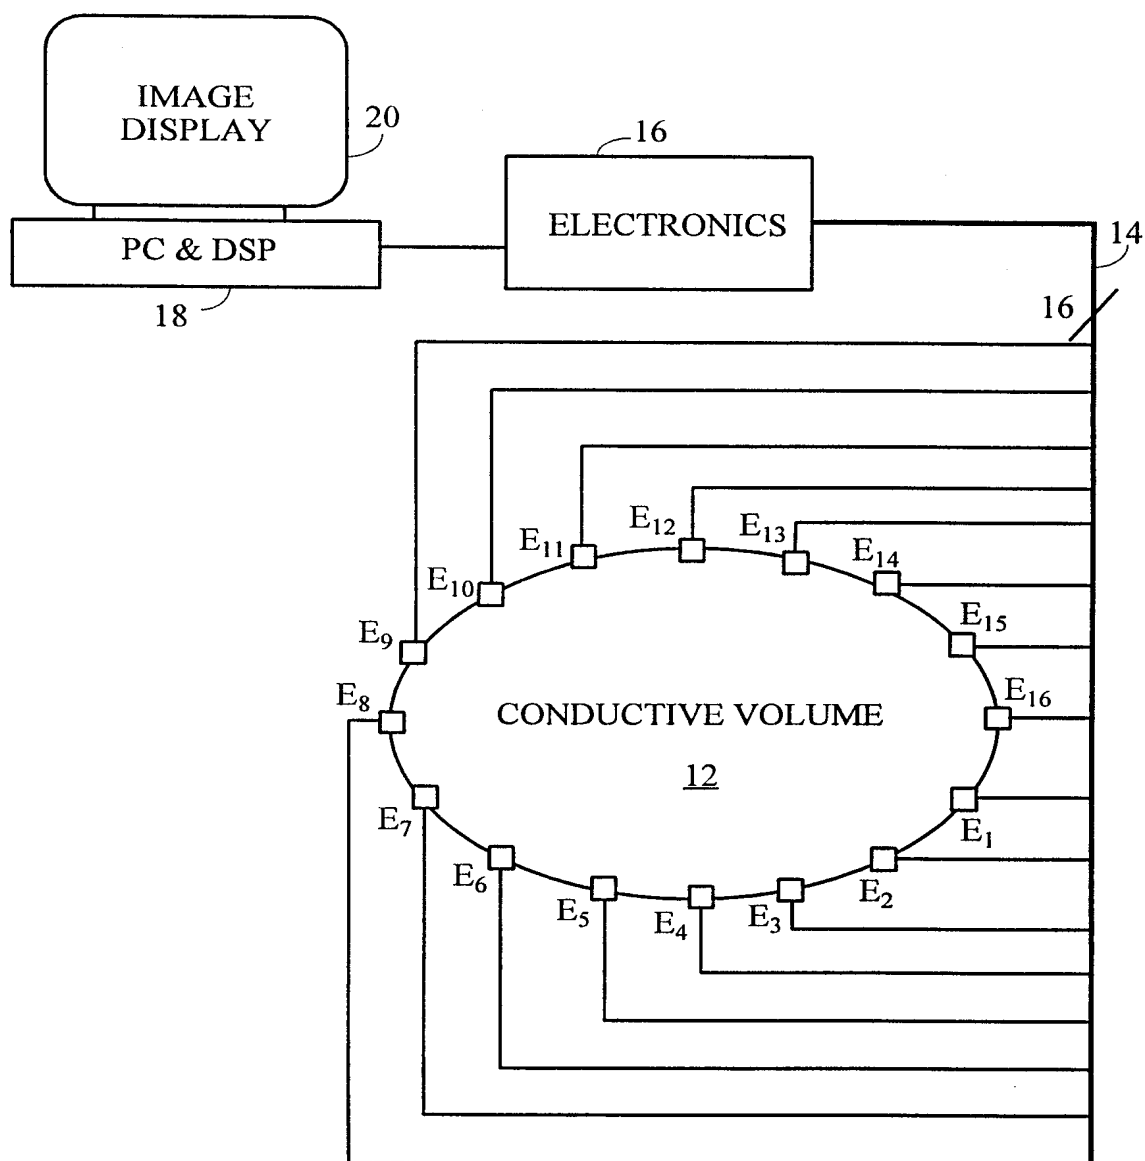 IMAGE
DISPLAY
20
16
ELECTRONICS
PC & DSP
14
18
16
E12
E13
E11
E14
E10
E15
E9
E8
E16
CONDUCTIVE VOLUME
12
E7
E1
E6
E2
E5
E4
E3